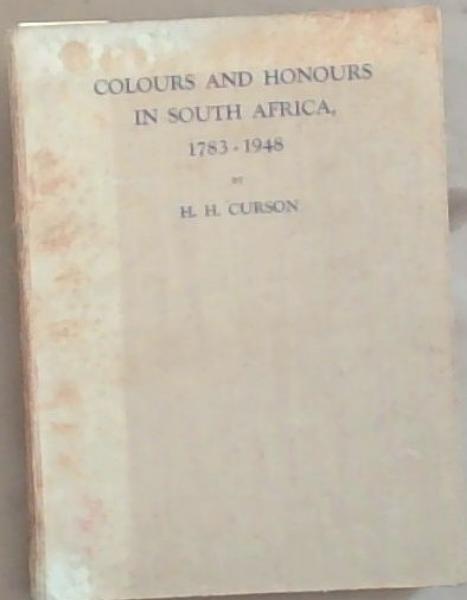 COLOURS AND HONOURS
IN SOUTH AFRICA,
1783 - 1948
BY
H. H. CURSON